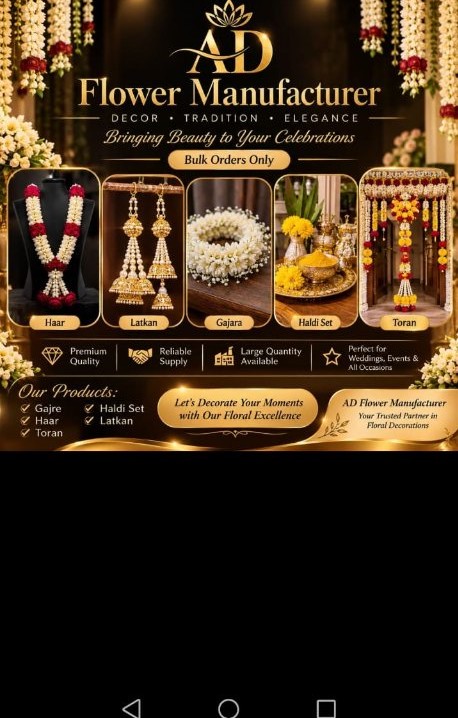 AD
Flower Manufacturer
DECOR • TRADITION • ELEGANCE
Bringing Beauty to Your Celebrations
Bulk Orders Only
Haar
Latkan
Gajara
Haldi Set
Toran
Premium
Quality
Reliable
Supply
Large Quantity
Available
Perfect for
Weddings, Events &
All Occasions
Our Products:
✓ Gajre
✓ Haar
✓ Toran
✓ Haldi Set
✓ Latkan
Let's Decorate Your Moments
with Our Floral Excellence
AD Flower Manufacturer
Your Trusted Partner in
Floral Decorations